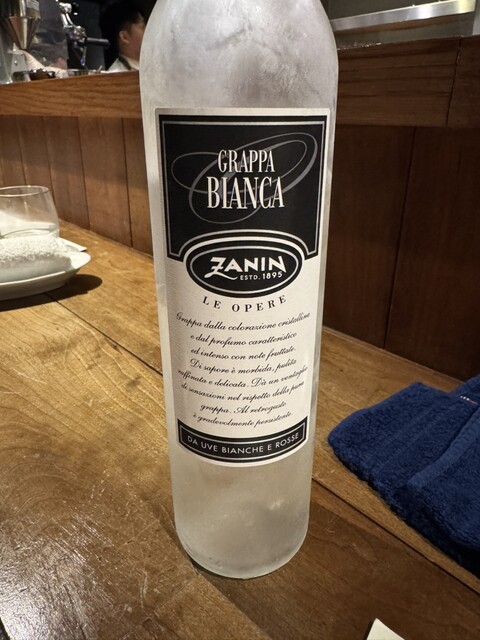 GRAPPA
BIANCA
ZANIN
ESTD. 1895
LE OPERE
Grappa dalla colorazione cristallina
e dal profumo caratteristico
ed intenso con note fruttate.
Di sapore è morbida, pulita
raffinata e delicata. Dà un ventaglio
di sensazioni nel rispetto della pura
grappa. Al retrogusto
è gradevolmente persistente.
DA UVE BIANCHE E ROSSE